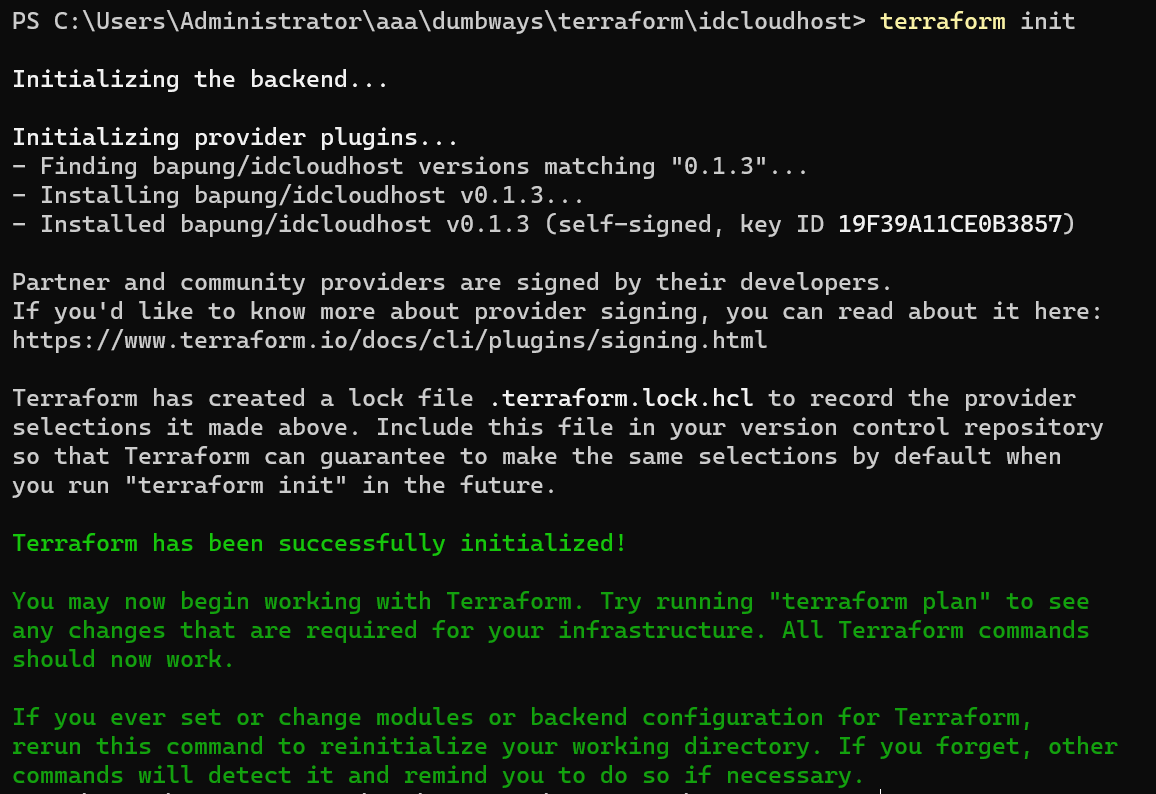 PS C:\Users\Administrator\aaa\dumbways\terraform\idcloudhost> terraform init
Initializing the backend...
Initializing provider plugins...
- Finding bapung/idcloudhost versions matching "0.1.3"...
- Installing bapung/idcloudhost v0.1.3...
- Installed bapung/idcloudhost v0.1.3 (self-signed, key ID 19F39A11CE0B3857)
Partner and community providers are signed by their developers.
If you'd like to know more about provider signing, you can read about it here:
https://www.terraform.io/docs/cli/plugins/signing.html
Terraform has created a lock file .terraform.lock.hcl to record the provider
selections it made above. Include this file in your version control repository
so that Terraform can guarantee to make the same selections by default when
you run "terraform init" in the future.
Terraform has been successfully initialized!
You may now begin working with Terraform. Try running "terraform plan" to see
any changes that are required for your infrastructure. All Terraform commands
should now work.
If you ever set or change modules or backend configuration for Terraform,
rerun this command to reinitialize your working directory. If you forget, other
commands will detect it and remind you to do so if necessary.